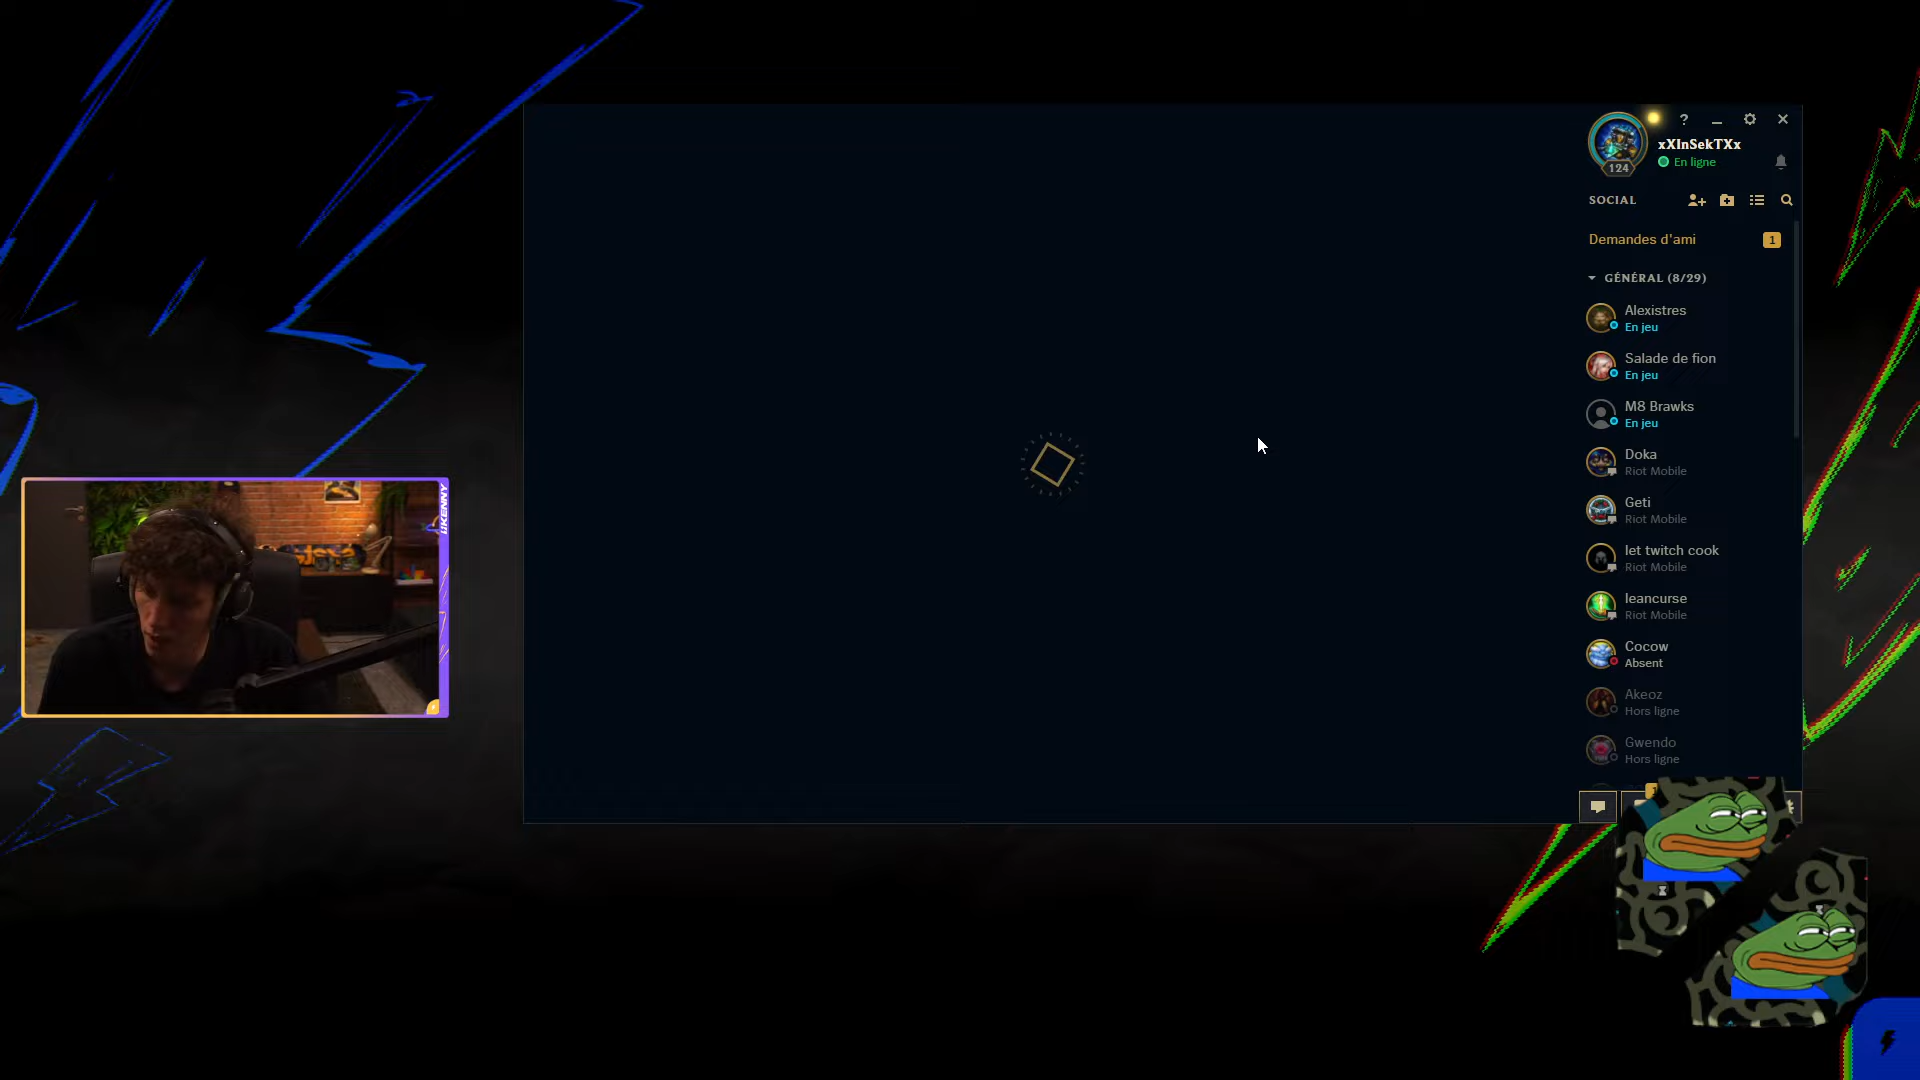 ?
xXInSekTXx
124
En ligne
SOCIAL
Demandes d'ami
1
GÉNÉRAL (8/29)
Alexistres
En jeu
Salade de fion
En jeu
M8 Brawks
En jeu
Doka
Riot Mobile
Geti
Riot Mobile
let twitch cook
Riot Mobile
leancurse
Riot Mobile
Cocow
Absent
Akeoz
Hors ligne
Gwendo
Hors ligne